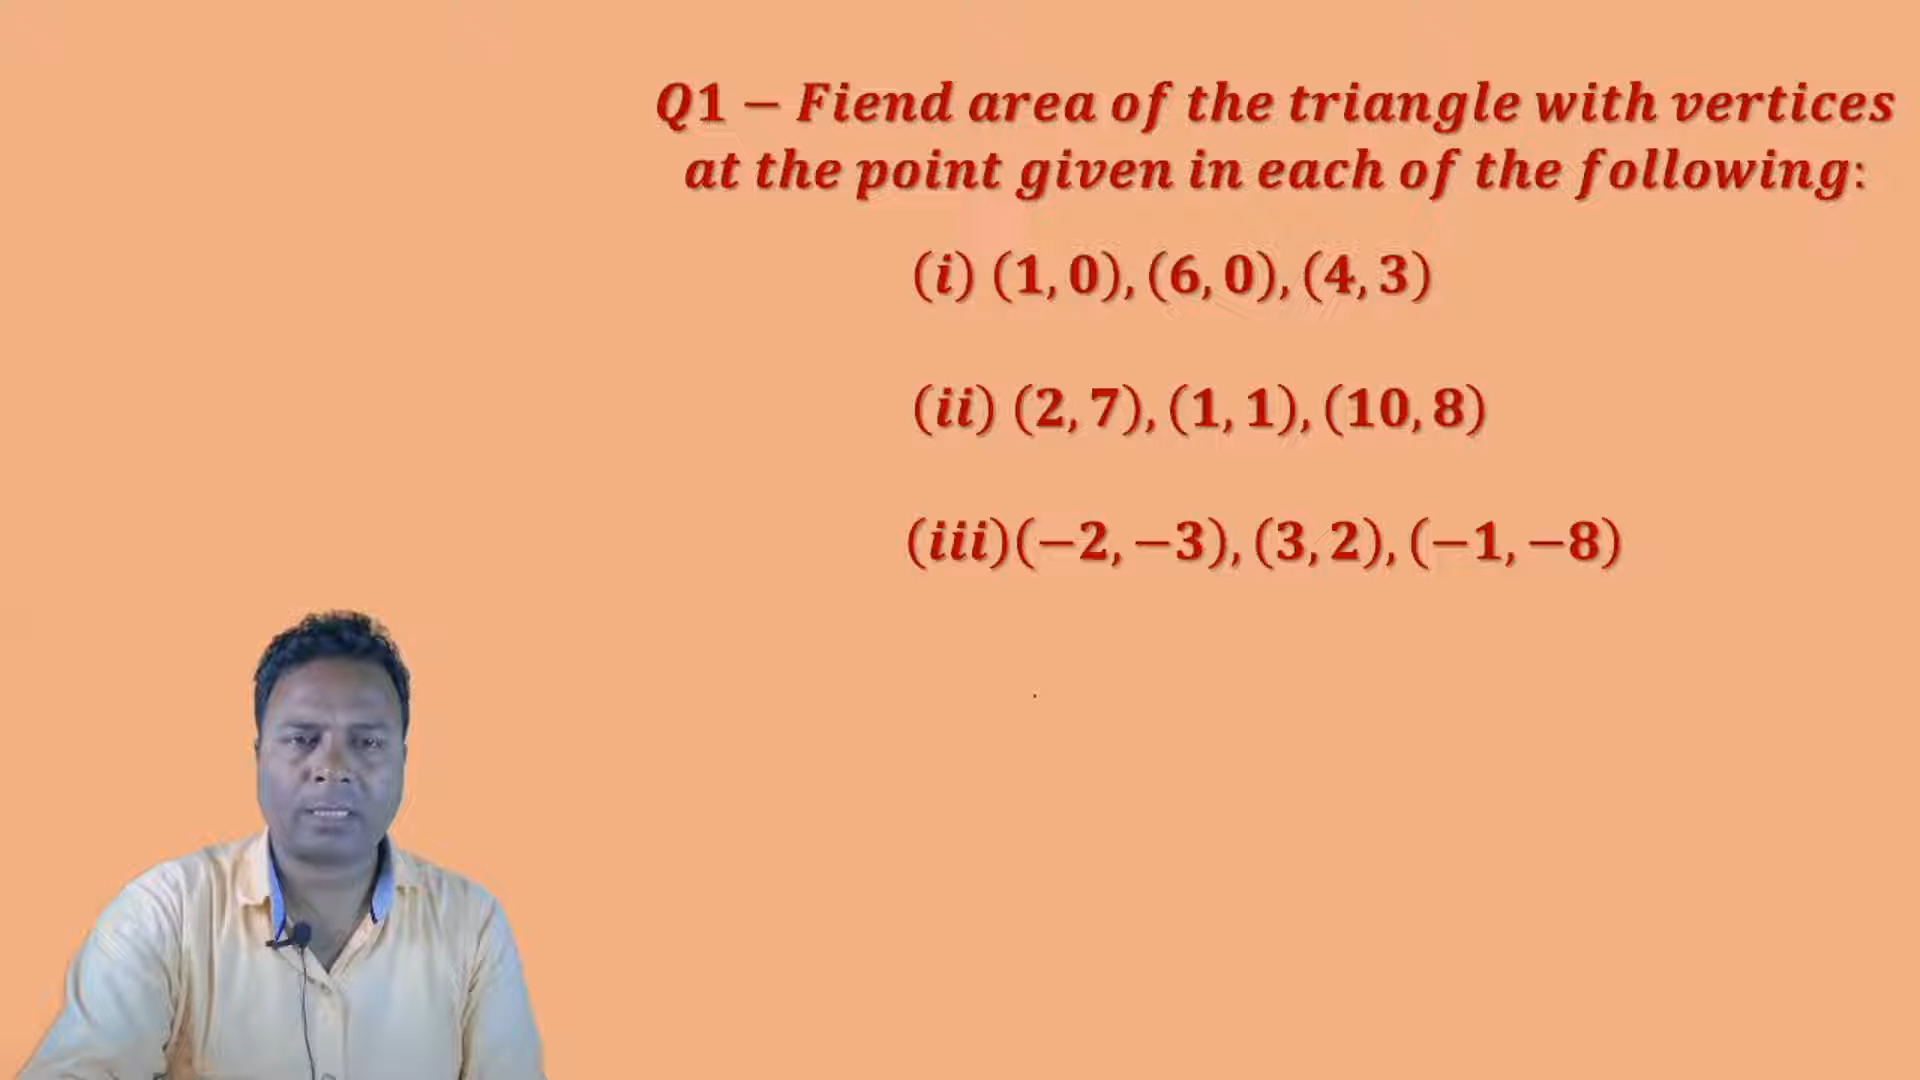 Q1 – Fiend area of the triangle with vertices
at the point given in each of the following:
(i) (1, 0), (6, 0), (4, 3)
(ii) (2, 7), (1, 1), (10, 8)
(iii)(−2, −3), (3, 2), (−1, −8)